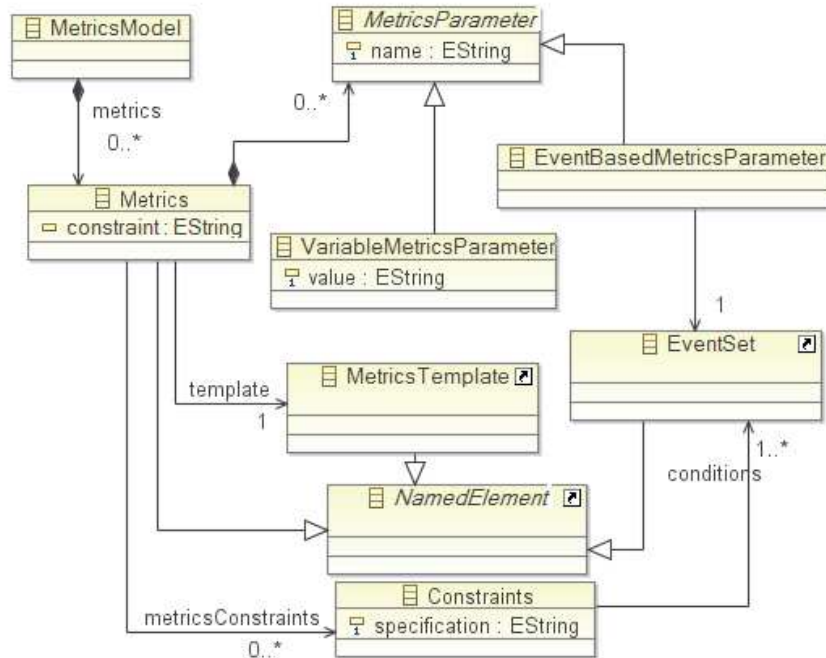 MetricsModel
MetricsParameter
name : EString
metrics
0..*
0..*
EventBasedMetricsParameter
Metrics
constraint : EString
VariableMetricsParameter
value : EString
1
EventSet
MetricsTemplate
template
1
1..*
conditions
NamedElement
Constraints
metricsConstraints
specification : EString
0..*